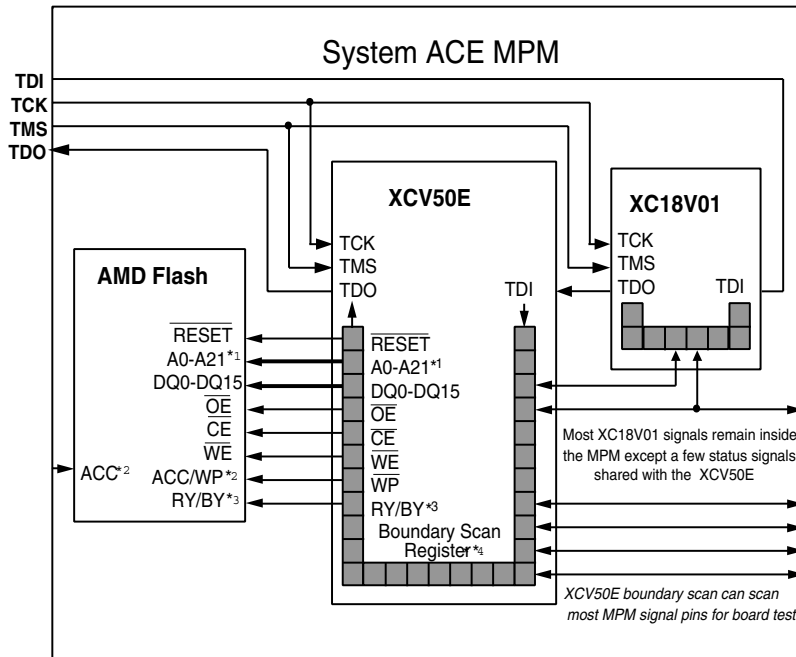 System ACE MPM
TDI
TCK
TMS
TDO
AMD Flash
RESET
A0-A21*1
DQ0-DQ15
OE
CE
WE
ACC*2
ACC/WP*2
RY/BY*3
XCV50E
TCK
TMS
TDO
TDI
RESET
A0-A21*1
DQ0-DQ15
OE
CE
WE
WP
RY/BY*3
Boundary Scan
Register*4
XC18V01
TCK
TMS
TDO
TDI
Most XC18V01 signals remain inside
the MPM except a few status signals
shared with the XCV50E
XCV50E boundary scan can scan
most MPM signal pins for board test